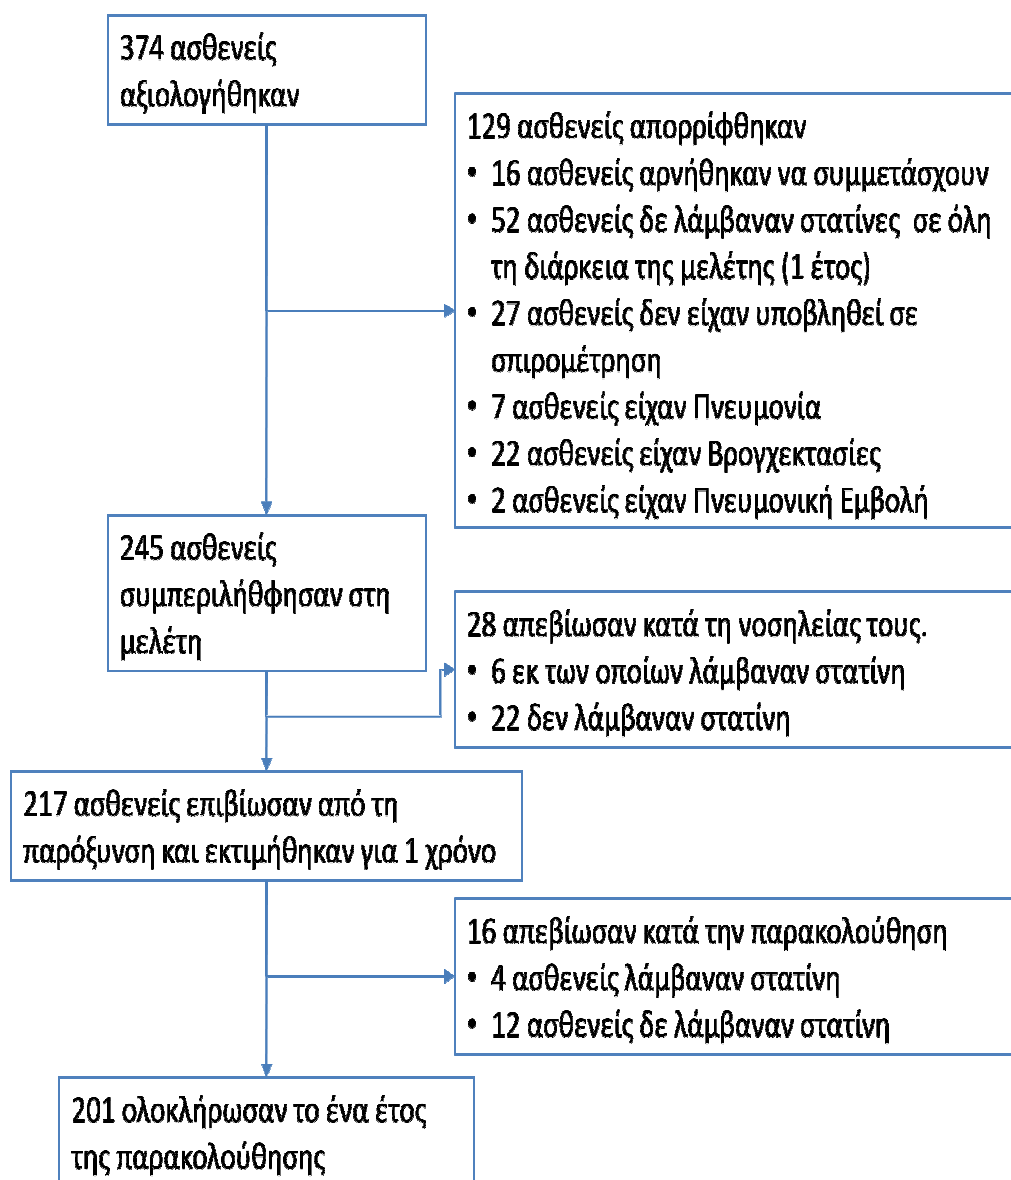 374 ασθενείς
αξιολογήθηκαν
129 ασθενείς απορρίφθηκαν
• 16 ασθενείς αρνήθηκαν να συμμετάσχουν
• 52 ασθενείς δε λάμβαναν στατίνες σε όλη
τη διάρκεια της μελέτης (1 έτος)
• 27 ασθενείς δεν είχαν υποβληθεί σε
σπιρομέτρηση
• 7 ασθενείς είχαν Πνευμονία
• 22 ασθενείς είχαν Βρογχεκτασίες
• 2 ασθενείς είχαν Πνευμονική Εμβολή
245 ασθενείς
συμπεριλήθφησαν στη
μελέτη
28 απεβίωσαν κατά τη νοσηλείας τους.
• 6 εκ των οποίων λάμβαναν στατίνη
• 22 δεν λάμβαναν στατίνη
217 ασθενείς επιβίωσαν από τη
παρόξυνση και εκτιμήθηκαν για 1 χρόνο
16 απεβίωσαν κατά την παρακολούθηση
• 4 ασθενείς λάμβαναν στατίνη
• 12 ασθενείς δε λάμβαναν στατίνη
201 ολοκλήρωσαν το ένα έτος
της παρακολούθησης